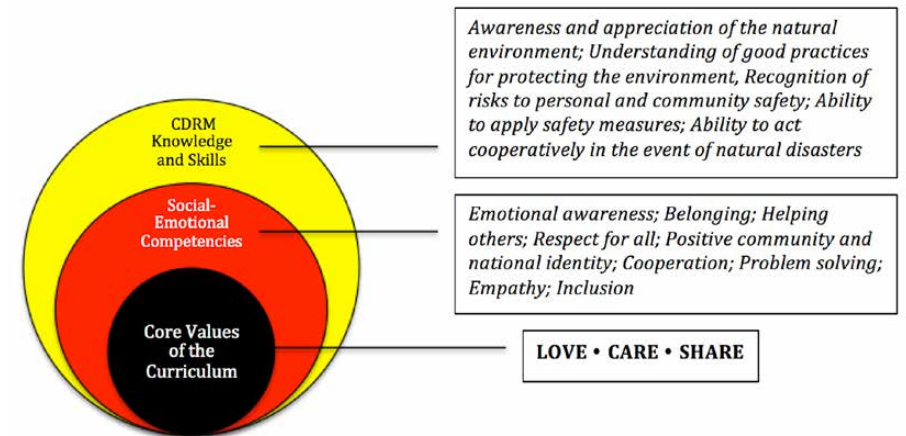 CDRM
Knowledge
and Skills
Awareness and appreciation of the natural
environment; Understanding of good practices
for protecting the environment, Recognition of
risks to personal and community safety; Ability
to apply safety measures; Ability to act
cooperatively in the event of natural disasters
Social-
Emotional
Competencies
Emotional awareness; Belonging; Helping
others; Respect for all; Positive community and
national identity; Cooperation; Problem solving;
Empathy; Inclusion
Core Values
of the
Curriculum
LOVE • CARE • SHARE